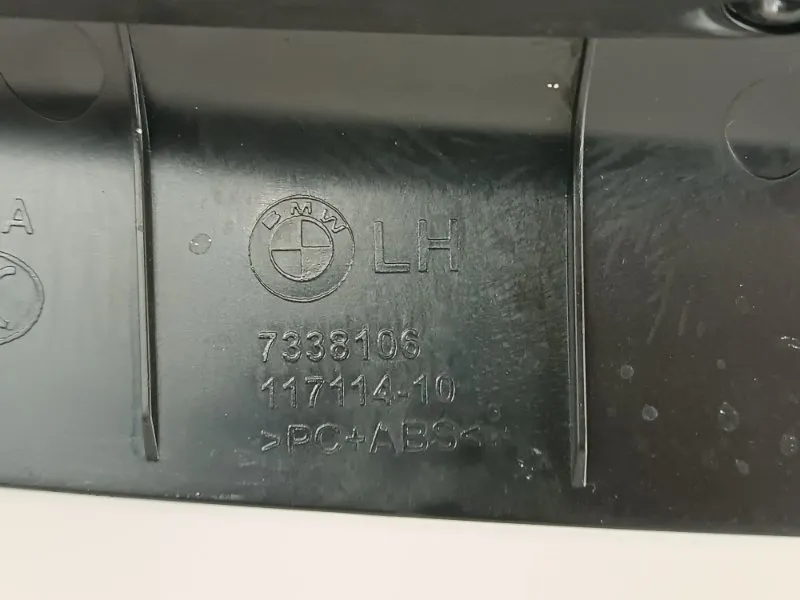 A
BMW LH
7338106
117114-10
>PC+ABS<